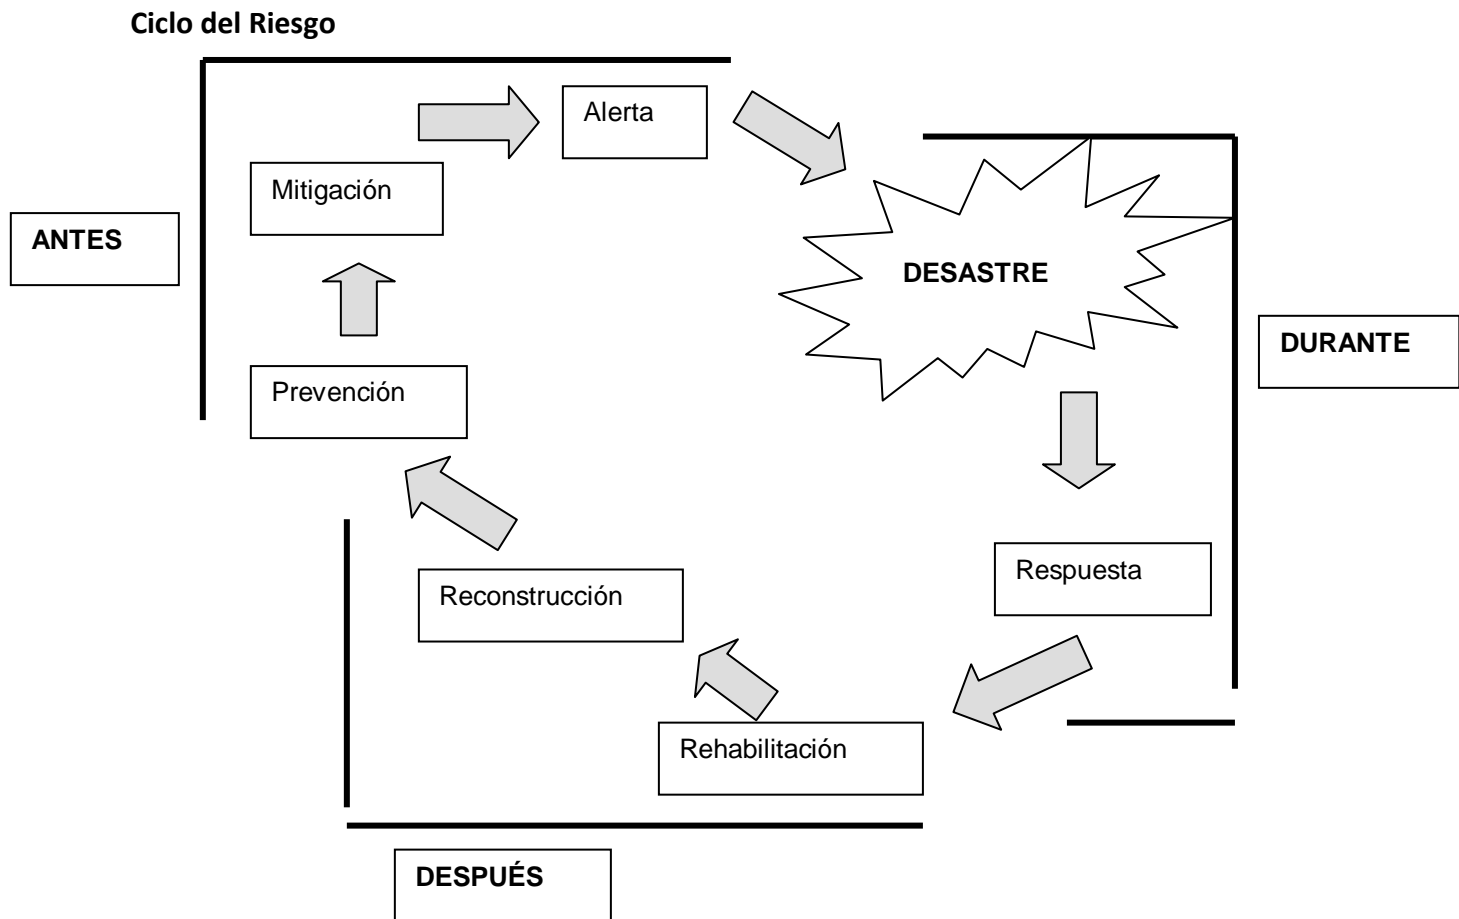 Ciclo del Riesgo
Alerta
Mitigación
ANTES
DESASTRE
DURANTE
Prevención
Respuesta
Reconstrucción
Rehabilitación
DESPUÉS